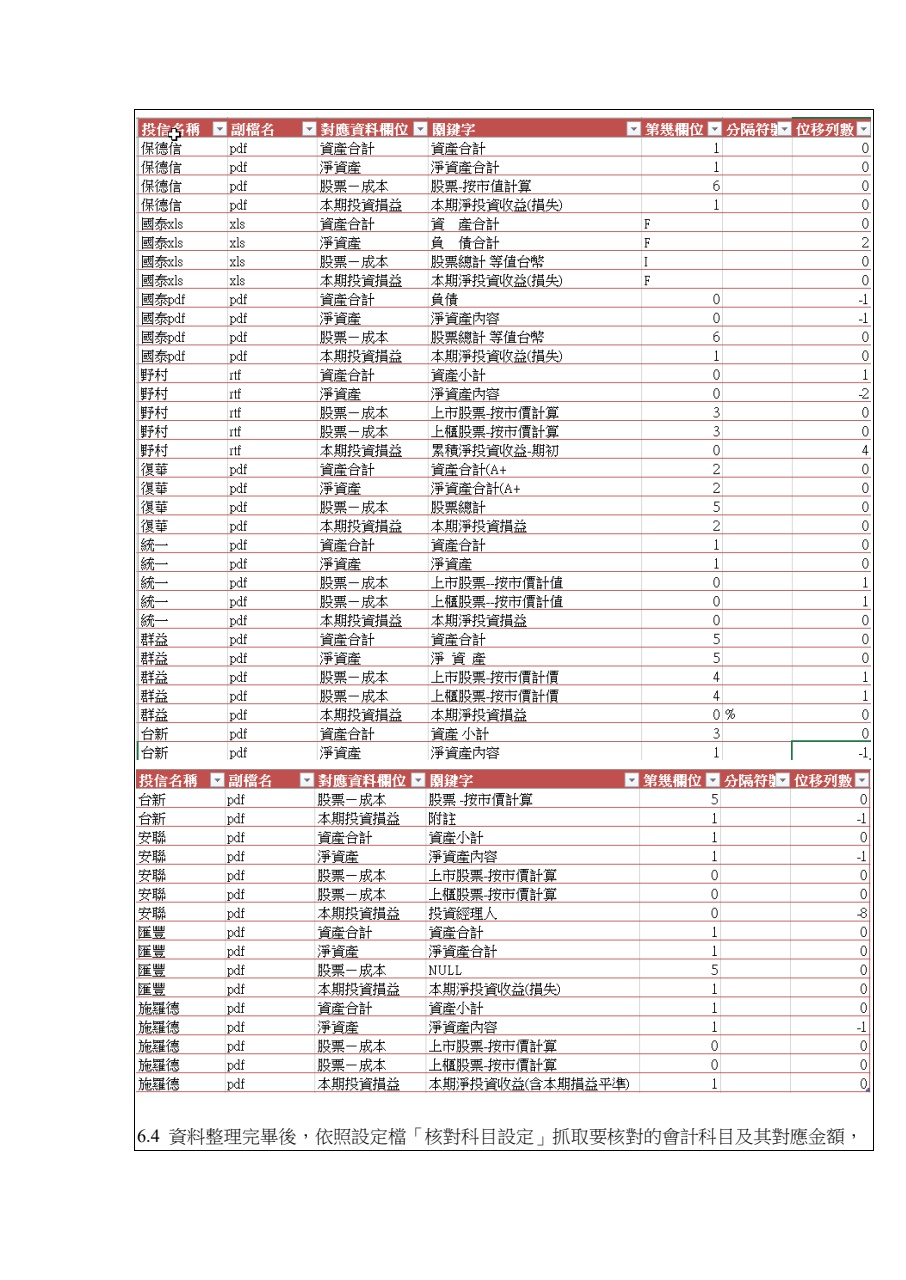 投信名稱 副檔名 對應資料欄位 關鍵字 第幾欄位 分隔符號 位移列數
保德信 pdf 資產合計 資產合計 1 0
保德信 pdf 淨資產 淨資產合計 1 0
保德信 pdf 股票－成本 股票-按市值計算 6 0
保德信 pdf 本期投資損益 本期淨投資收益(損失) 1 0
國泰xls xls 資產合計 資　產合計 F 0
國泰xls xls 淨資產 負　債合計 F 2
國泰xls xls 股票－成本 股票總計 等值台幣 I 0
國泰xls xls 本期投資損益 本期淨投資收益(損失) F 0
國泰pdf pdf 資產合計 負債 0 -1
國泰pdf pdf 淨資產 淨資產內容 0 -1
國泰pdf pdf 股票－成本 股票總計 等值台幣 6 0
國泰pdf pdf 本期投資損益 本期淨投資收益(損失) 1 0
野村 rtf 資產合計 資產小計 0 1
野村 rtf 淨資產 淨資產內容 0 -2
野村 rtf 股票－成本 上市股票-按市價計算 3 0
野村 rtf 股票－成本 上櫃股票-按市價計算 3 0
野村 rtf 本期投資損益 累積淨投資收益-期初 0 4
復華 pdf 資產合計 資產合計(A+ 2 0
復華 pdf 淨資產 淨資產合計(A+ 2 0
復華 pdf 股票－成本 股票總計 5 0
復華 pdf 本期投資損益 本期淨投資損益 2 0
統一 pdf 資產合計 資產合計 1 0
統一 pdf 淨資產 淨資產 1 0
統一 pdf 股票－成本 上市股票--按市價計值 0 1
統一 pdf 股票－成本 上櫃股票--按市價計值 0 1
統一 pdf 本期投資損益 本期淨投資損益 0 0
群益 pdf 資產合計 資產合計 5 0
群益 pdf 淨資產 淨 資 產 5 0
群益 pdf 股票－成本 上市股票-按市價計價 4 1
群益 pdf 股票－成本 上櫃股票-按市價計價 4 1
群益 pdf 本期投資損益 本期淨投資損益 0 % 0
台新 pdf 資產合計 資產 小計 3 0
台新 pdf 淨資產 淨資產內容 1 -1
投信名稱 副檔名 對應資料欄位 關鍵字 第幾欄位 分隔符號 位移列數
台新 pdf 股票－成本 股票 -按市價計算 5 0
台新 pdf 本期投資損益 附註 1 -1
安聯 pdf 資產合計 資產小計 1 0
安聯 pdf 淨資產 淨資產內容 1 -1
安聯 pdf 股票－成本 上市股票-按市價計算 0 0
安聯 pdf 股票－成本 上櫃股票-按市價計算 0 0
安聯 pdf 本期投資損益 投資經理人 0 -8
匯豐 pdf 資產合計 資產合計 1 0
匯豐 pdf 淨資產 淨資產合計 1 0
匯豐 pdf 股票－成本 NULL 5 0
匯豐 pdf 本期投資損益 本期淨投資收益(損失) 1 0
施羅德 pdf 資產合計 資產小計 1 0
施羅德 pdf 淨資產 淨資產內容 1 -1
施羅德 pdf 股票－成本 上市股票-按市價計算 0 0
施羅德 pdf 股票－成本 上櫃股票-按市價計算 0 0
施羅德 pdf 本期投資損益 本期淨投資收益(含本期損益平準) 1 0
6.4 資料整理完畢後，依照設定檔「核對科目設定」抓取要核對的會計科目及其對應金額，